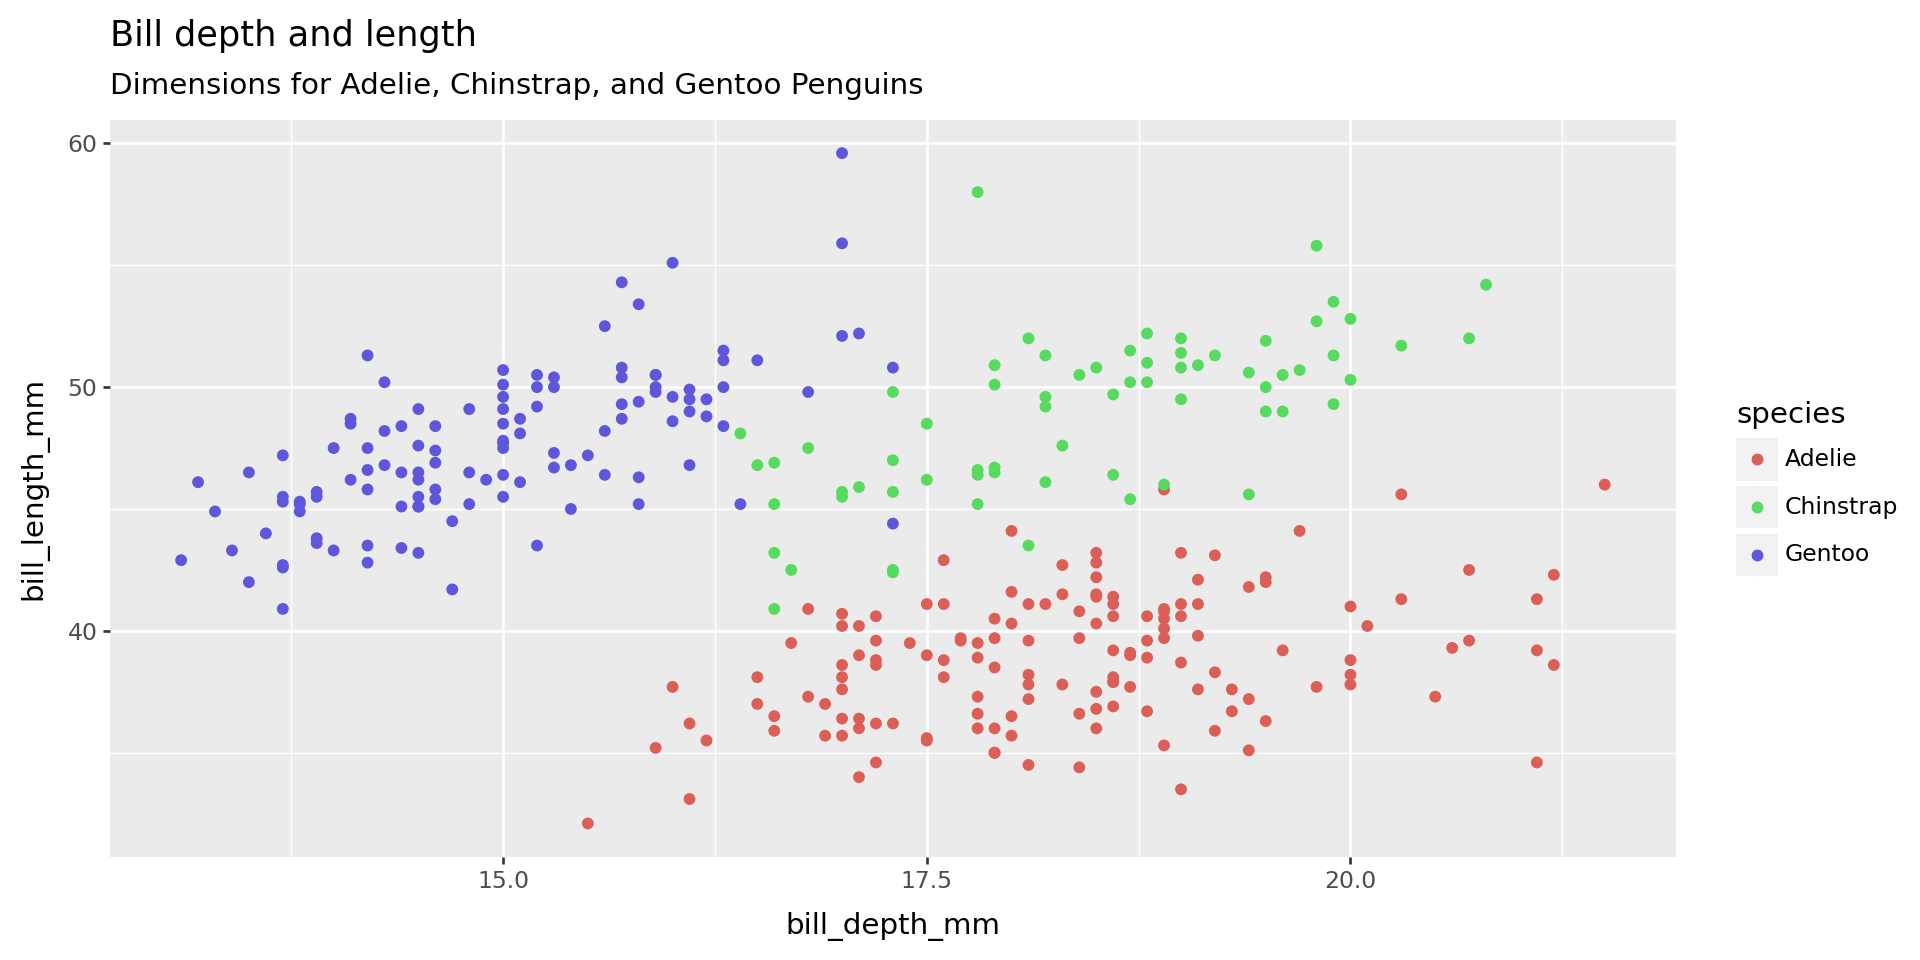 Bill depth and length
Dimensions for Adelie, Chinstrap, and Gentoo Penguins
60
50
40
bill_length_mm
15.0
17.5
20.0
bill_depth_mm
species
Adelie
Chinstrap
Gentoo